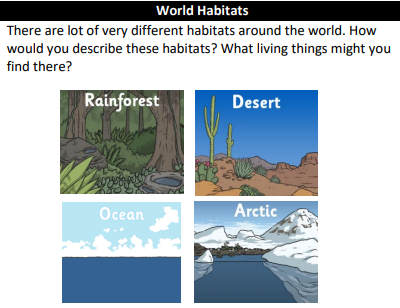 World Habitats
There are lot of very different habitats around the world. How
would you describe these habitats? What living things might you
find there?
Rainforest
Desert
Ocean
Arctic